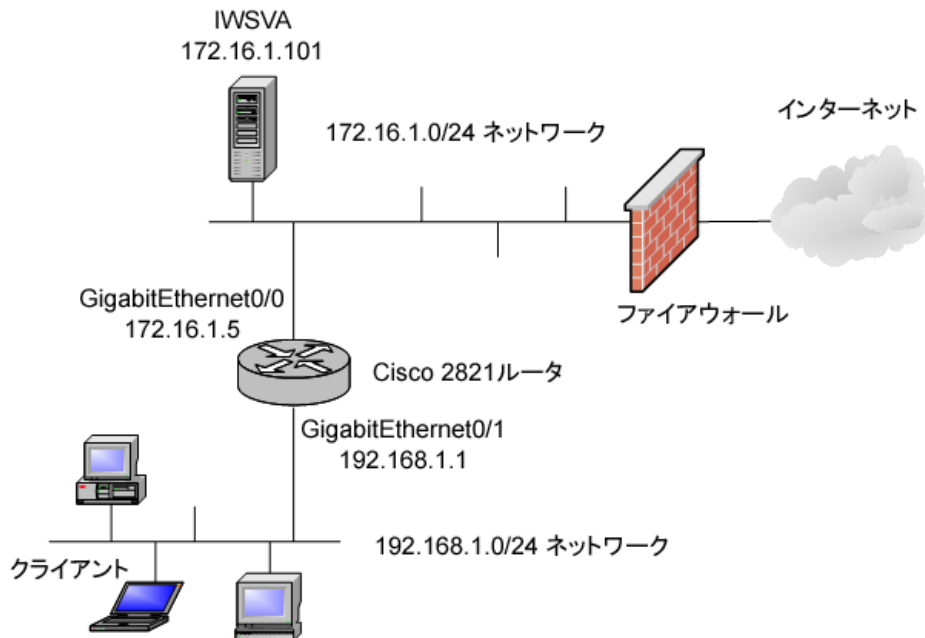 IWSVA
172.16.1.101
172.16.1.0/24 ネットワーク
インターネット
GigabitEthernet0/0
172.16.1.5
ファイアウォール
Cisco 2821ルータ
GigabitEthernet0/1
192.168.1.1
192.168.1.0/24 ネットワーク
クライアント